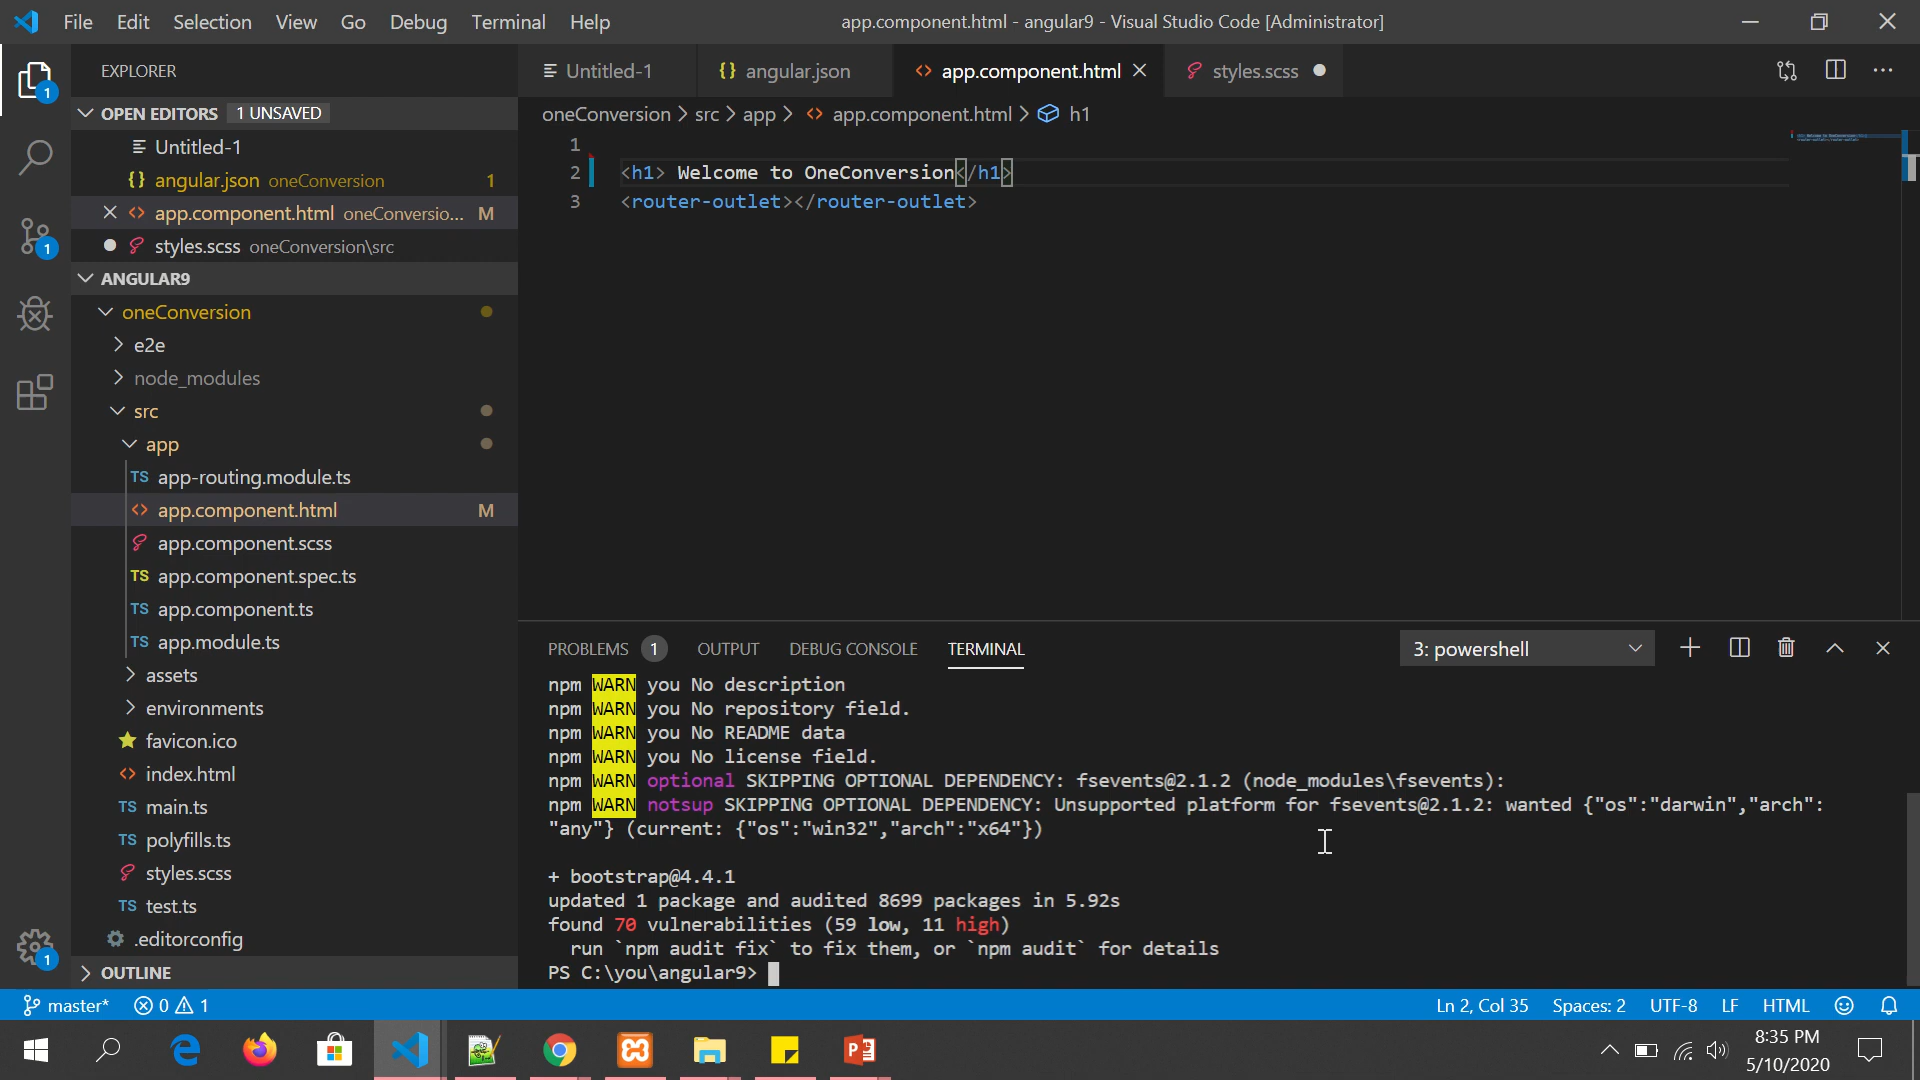 File Edit Selection View Go Debug Terminal Help
app.component.html - angular9 - Visual Studio Code [Administrator]
EXPLORER
OPEN EDITORS 1 UNSAVED
Untitled-1
{} angular.json oneConversion 1
app.component.html oneConversio... M
styles.scss oneConversion\src
ANGULAR9
oneConversion
e2e
node_modules
src
app
TS app-routing.module.ts
app.component.html M
app.component.scss
TS app.component.spec.ts
TS app.component.ts
TS app.module.ts
assets
environments
favicon.ico
index.html
TS main.ts
TS polyfills.ts
styles.scss
TS test.ts
.editorconfig
OUTLINE
1
1
1
Untitled-1 {} angular.json app.component.html styles.scss
oneConversion > src > app > app.component.html > h1
1
2 <h1> Welcome to OneConversion</h1>
3 <router-outlet></router-outlet>
PROBLEMS 1 OUTPUT DEBUG CONSOLE TERMINAL 3: powershell
npm WARN you No description
npm WARN you No repository field.
npm WARN you No README data
npm WARN you No license field.
npm WARN optional SKIPPING OPTIONAL DEPENDENCY: fsevents@2.1.2 (node_modules\fsevents):
npm WARN notsup SKIPPING OPTIONAL DEPENDENCY: Unsupported platform for fsevents@2.1.2: wanted {"os":"darwin","arch":
"any"} (current: {"os":"win32","arch":"x64"})
+ bootstrap@4.4.1
updated 1 package and audited 8699 packages in 5.92s
found 70 vulnerabilities (59 low, 11 high)
run `npm audit fix` to fix them, or `npm audit` for details
PS C:\you\angular9>
master* 0 1 Ln 2, Col 35 Spaces: 2 UTF-8 LF HTML
8:35 PM
5/10/2020